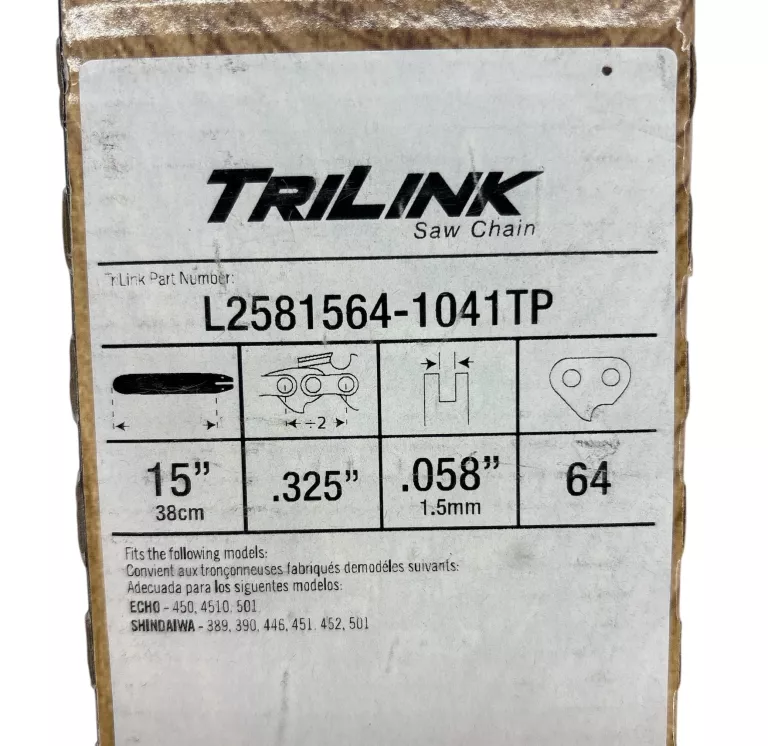 TRILINK
Saw Chain
TriLink Part Number:
L2581564-1041TP
÷2
15” .325” .058” 64
38cm 1.5mm
Fits the following models:
Convient aux tronçonneuses fabriqués demodéles suivants:
Adecuada para los siguentes modelos:
ECHO - 450, 4510, 501
SHINDAIWA - 389, 390, 446, 451, 452, 501